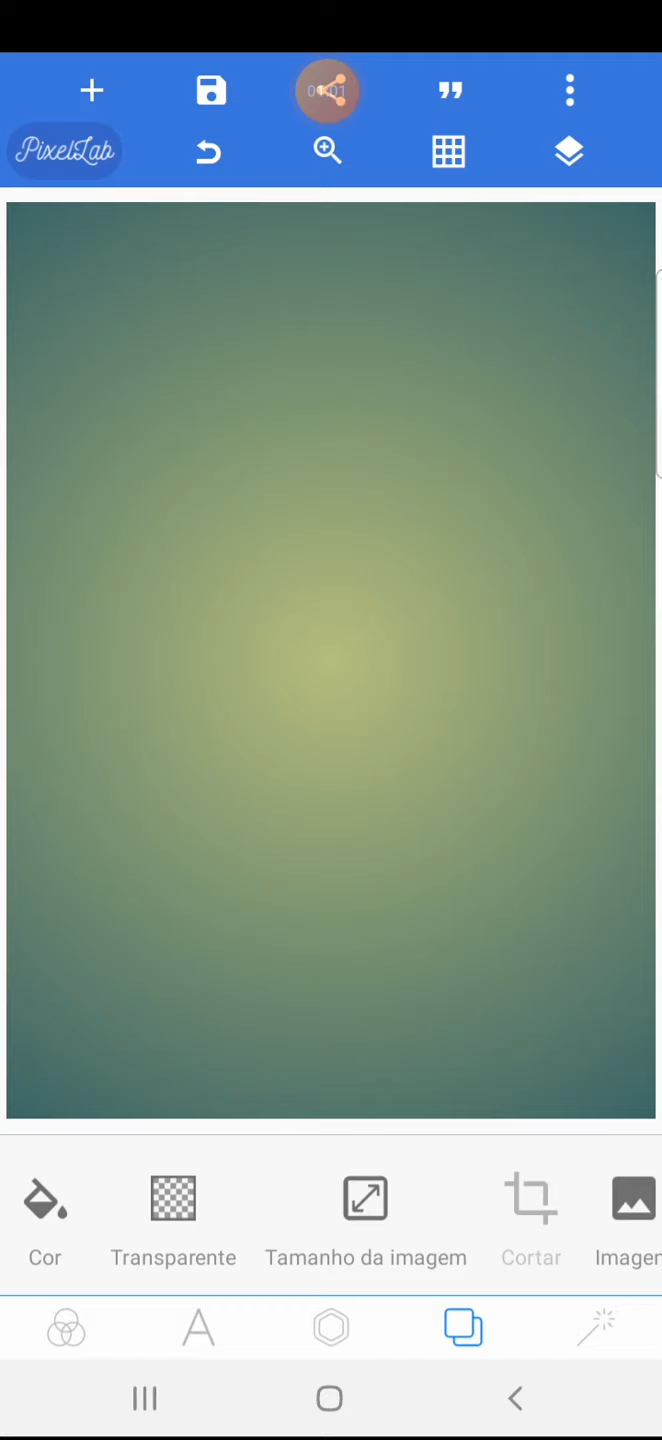 PixelLab
Cor
Transparente
Tamanho da imagem
Cortar
Imagen